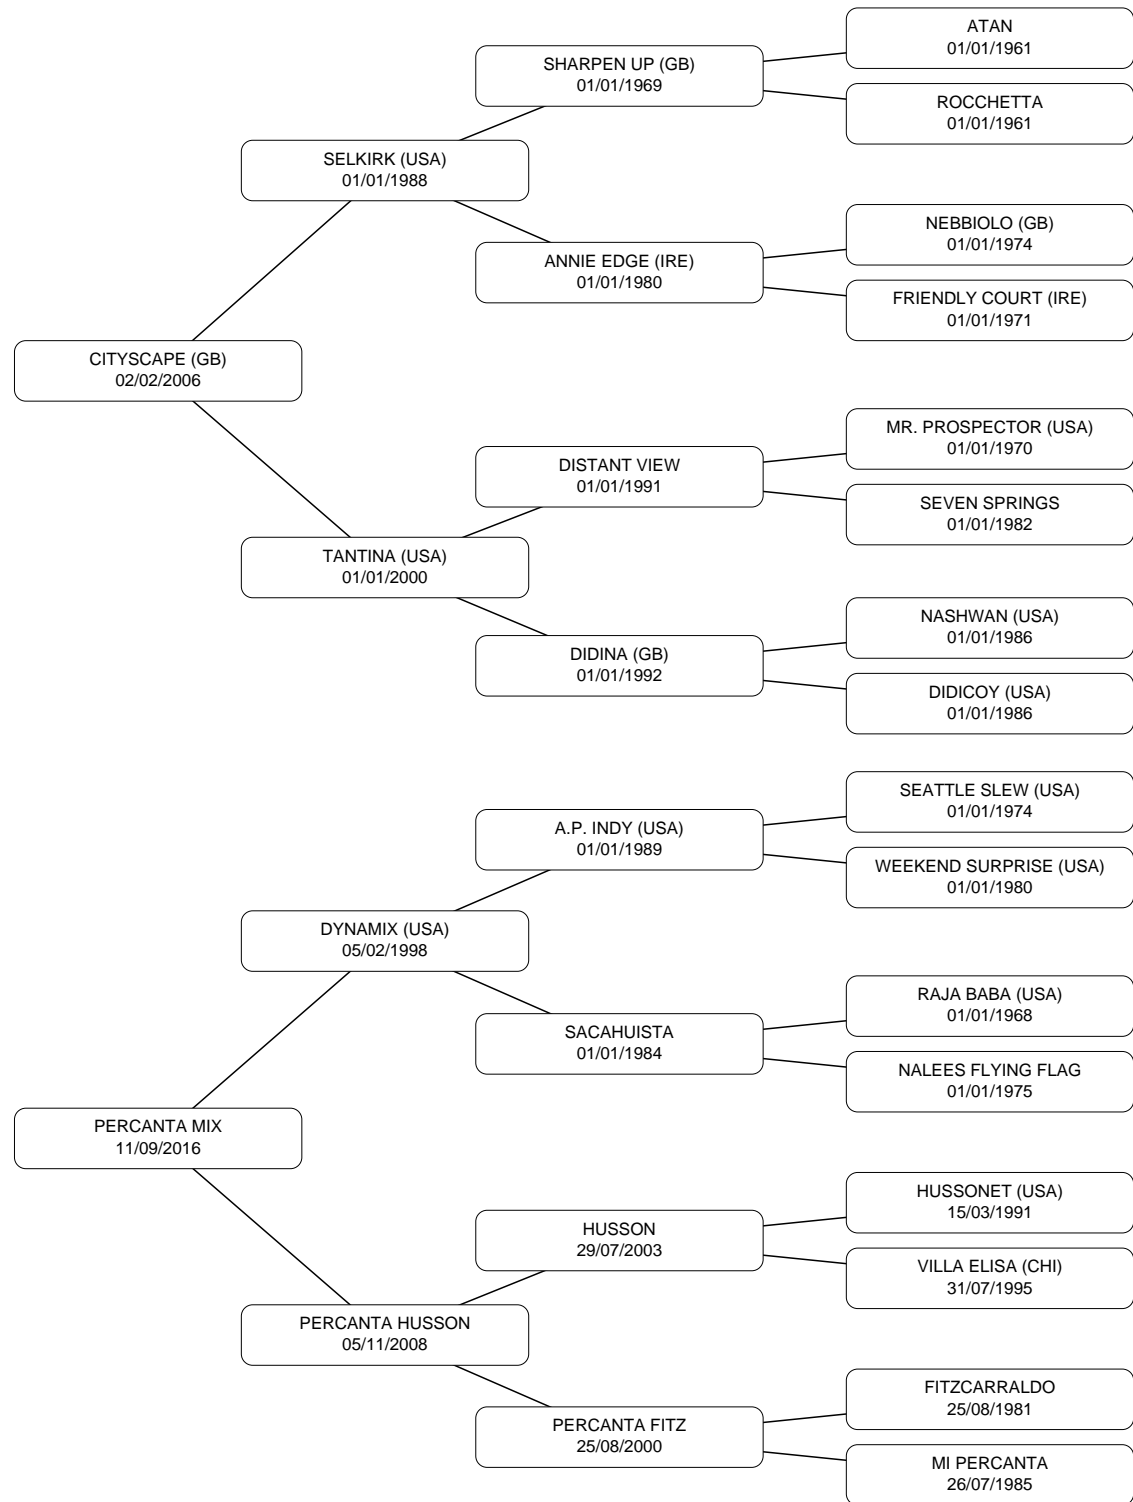 ATAN
01/01/1961
SHARPEN UP (GB)
01/01/1969
ROCCHETTA
01/01/1961
SELKIRK (USA)
01/01/1988
NEBBIOLO (GB)
01/01/1974
ANNIE EDGE (IRE)
01/01/1980
FRIENDLY COURT (IRE)
01/01/1971
CITYSCAPE (GB)
02/02/2006
MR. PROSPECTOR (USA)
01/01/1970
DISTANT VIEW
01/01/1991
SEVEN SPRINGS
01/01/1982
TANTINA (USA)
01/01/2000
NASHWAN (USA)
01/01/1986
DIDINA (GB)
01/01/1992
DIDICOY (USA)
01/01/1986
SEATTLE SLEW (USA)
01/01/1974
A.P. INDY (USA)
01/01/1989
WEEKEND SURPRISE (USA)
01/01/1980
DYNAMIX (USA)
05/02/1998
RAJA BABA (USA)
01/01/1968
SACAHUISTA
01/01/1984
NALEES FLYING FLAG
01/01/1975
PERCANTA MIX
11/09/2016
HUSSONET (USA)
15/03/1991
HUSSON
29/07/2003
VILLA ELISA (CHI)
31/07/1995
PERCANTA HUSSON
05/11/2008
FITZCARRALDO
25/08/1981
PERCANTA FITZ
25/08/2000
MI PERCANTA
26/07/1985